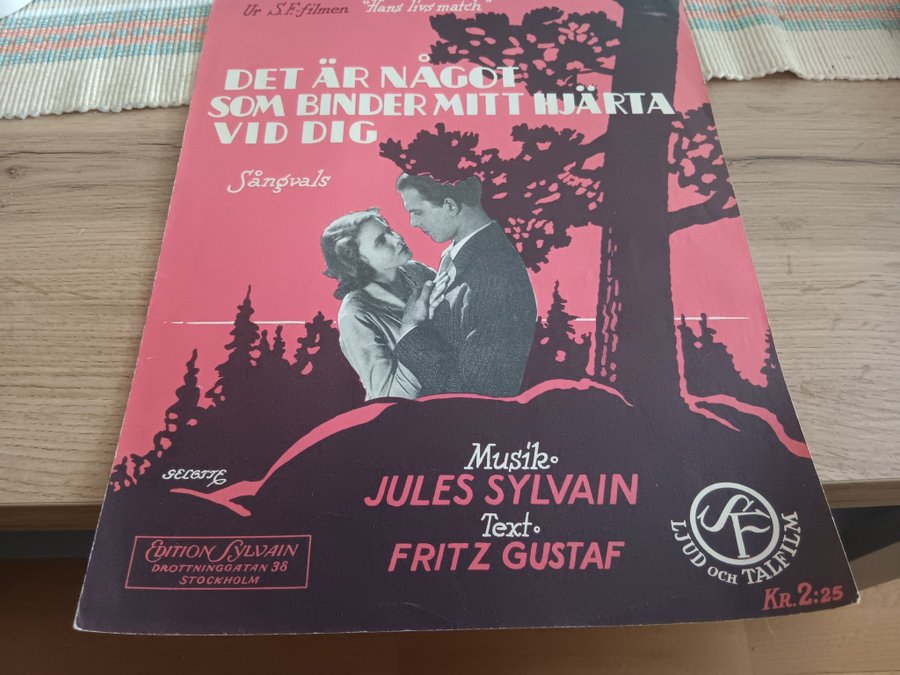 Ur S.F.-filmen "Hans livs match"
DET ÄR NÅGOT
SOM BINDER MITT HJÄRTA
VID DIG
Sångvals
Musik.
JULES SYLVAIN
Text.
FRITZ GUSTAF
EDITION SYLVAIN
DROTTNINGGATAN 38
STOCKHOLM
SF
LJUD OCH TALFILM
KR. 2:25